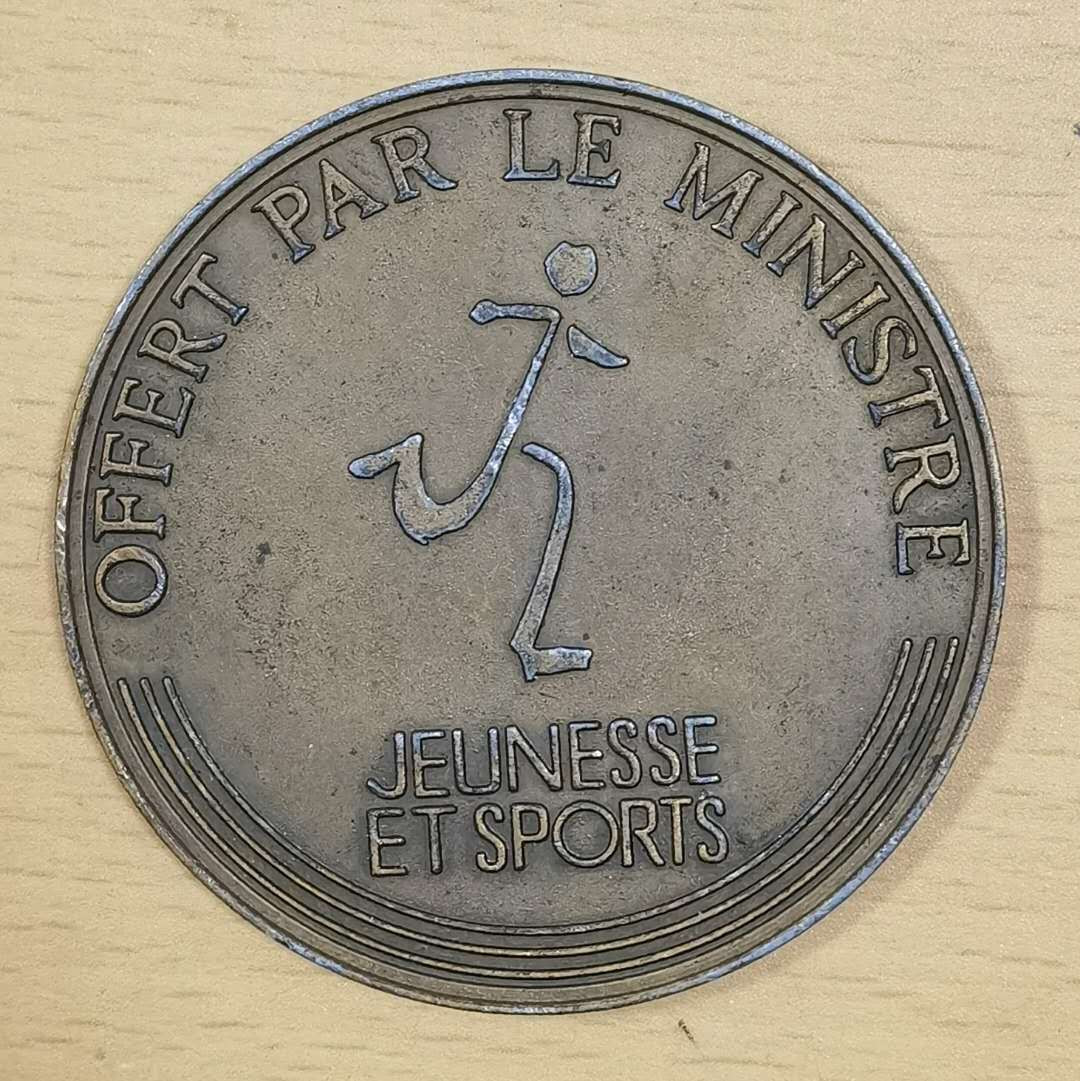 OFFERT PAR LE MINISTRE
JEUNESSE
ET SPORTS